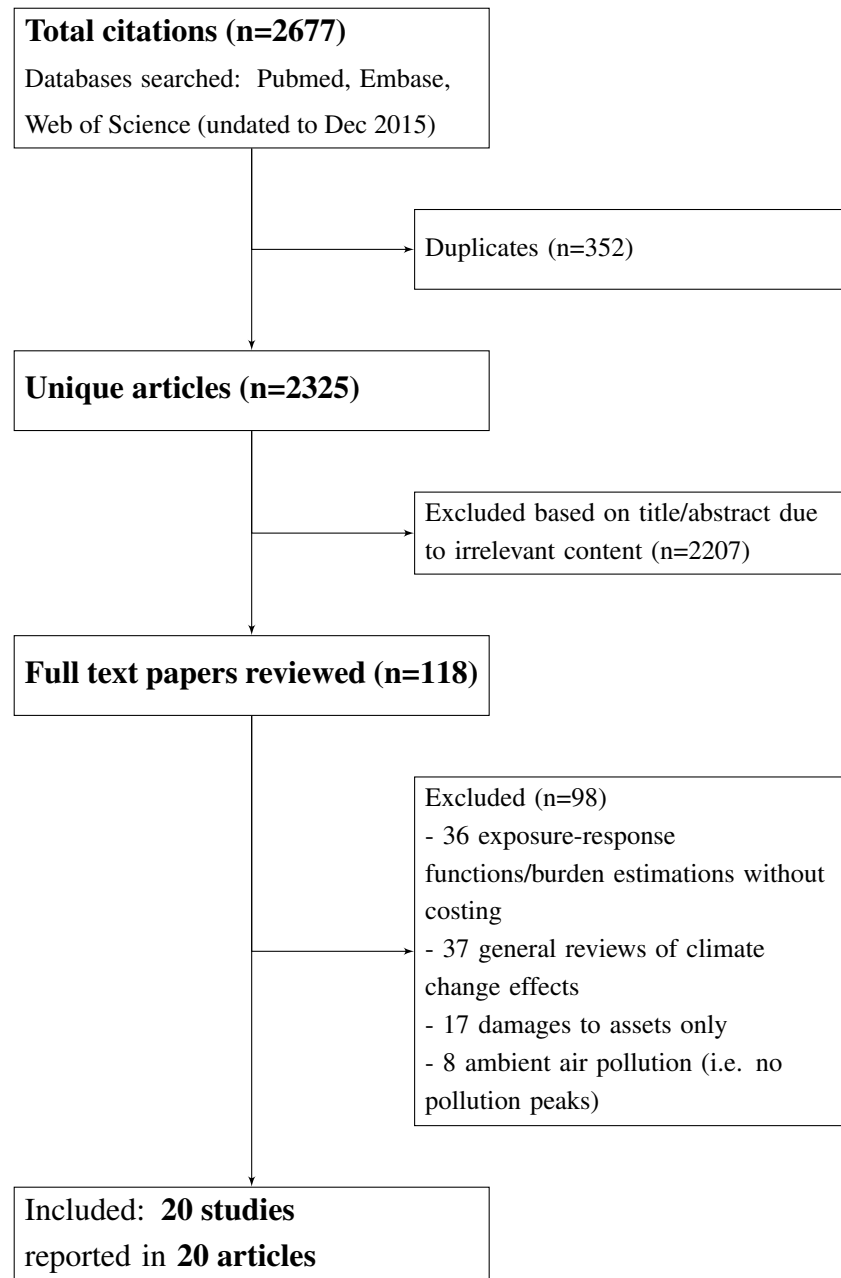 Total citations (n=2677)
Databases searched: Pubmed, Embase,
Web of Science (undated to Dec 2015)
Duplicates (n=352)
Unique articles (n=2325)
Excluded based on title/abstract due
to irrelevant content (n=2207)
Full text papers reviewed (n=118)
Excluded (n=98)
- 36 exposure-response
functions/burden estimations without
costing
- 37 general reviews of climate
change effects
- 17 damages to assets only
- 8 ambient air pollution (i.e. no
pollution peaks)
Included: 20 studies
reported in 20 articles